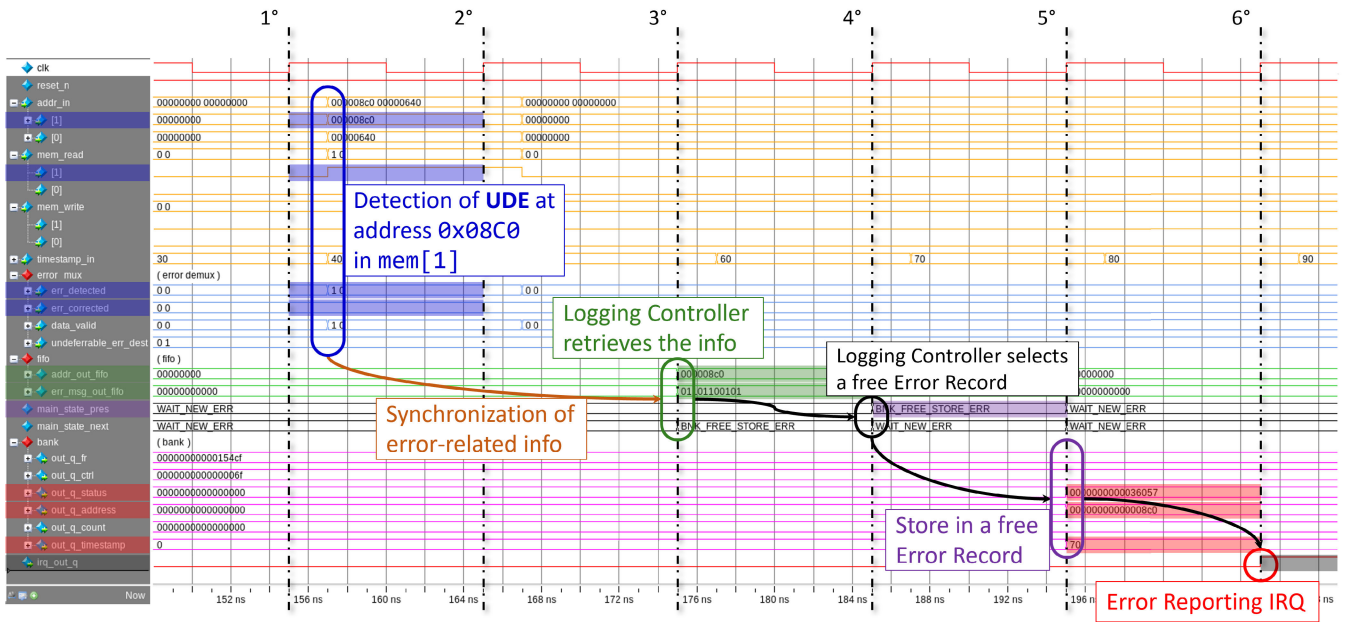 1° 2° 3° 4° 5° 6°
clk
reset_n
addr_in 00000000 00000000 000008c0 00000640 00000000 00000000
[1] 00000000 000008c0 00000000
[0] 00000000 00000640 00000000
mem_read 0 0 1 0 0 0
[1]
[0]
mem_write 0 0
[1]
[0]
timestamp_in 30 40 60 70 80 90
error_mux ( error demux )
err_detected 0 0 1 0 0 0
err_corrected 0 0
data_valid 0 0 1 0 0 0
undeferrable_err_dest 0 1
fifo ( fifo )
addr_out_fifo 00000000 000008c0
err_msg_out_fifo 0000000000 01 01100101
main_state_pres WAIT_NEW_ERR BNK_FREE_STORE_ERR WAIT_NEW_ERR
main_state_next WAIT_NEW_ERR BNK_FREE_STORE_ERR WAIT_NEW_ERR WAIT_NEW_ERR
bank ( bank )
out_q_fr 00000000000154cf
out_q_ctrl 000000000000006f
out_q_status 0000000000000000 0000000000036057
out_q_address 0000000000000000 00000000000008c0
out_q_count 0000000000000000
out_q_timestamp 0 70
irq_out_q
Detection of UDE at
address 0x08C0
in mem[1]
Logging Controller
retrieves the info
Logging Controller selects
a free Error Record
Synchronization of
error-related info
Store in a free
Error Record
Error Reporting IRQ
Now 152 ns 156 ns 160 ns 164 ns 168 ns 172 ns 176 ns 180 ns 184 ns 188 ns 192 ns 196 n